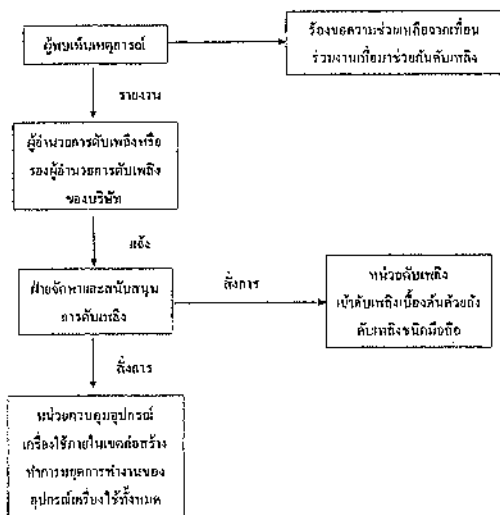 ผู้พบเห็นเหตุการณ์
ร้องขอความช่วยเหลือจากเพื่อน
ร่วมงานเพื่อมาช่วยกันดับเพลิง
รายงาน
ผู้อำนวยการดับเพลิงหรือ
รองผู้อำนวยการดับเพลิง
ของบริษัท
แจ้ง
ฝ่ายจัดหาและสนับสนุน
การดับเพลิง
สั่งการ
หน่วยดับเพลิง
เข้าดับเพลิงเบื้องต้นด้วยถัง
ดับเพลิงชนิดมือถือ
สั่งการ
หน่วยควบคุมอุปกรณ์
เครื่องใช้ภายในเขตก่อสร้าง
ทำการหยุดการทำงานของ
อุปกรณ์เครื่องใช้ทั้งหมด